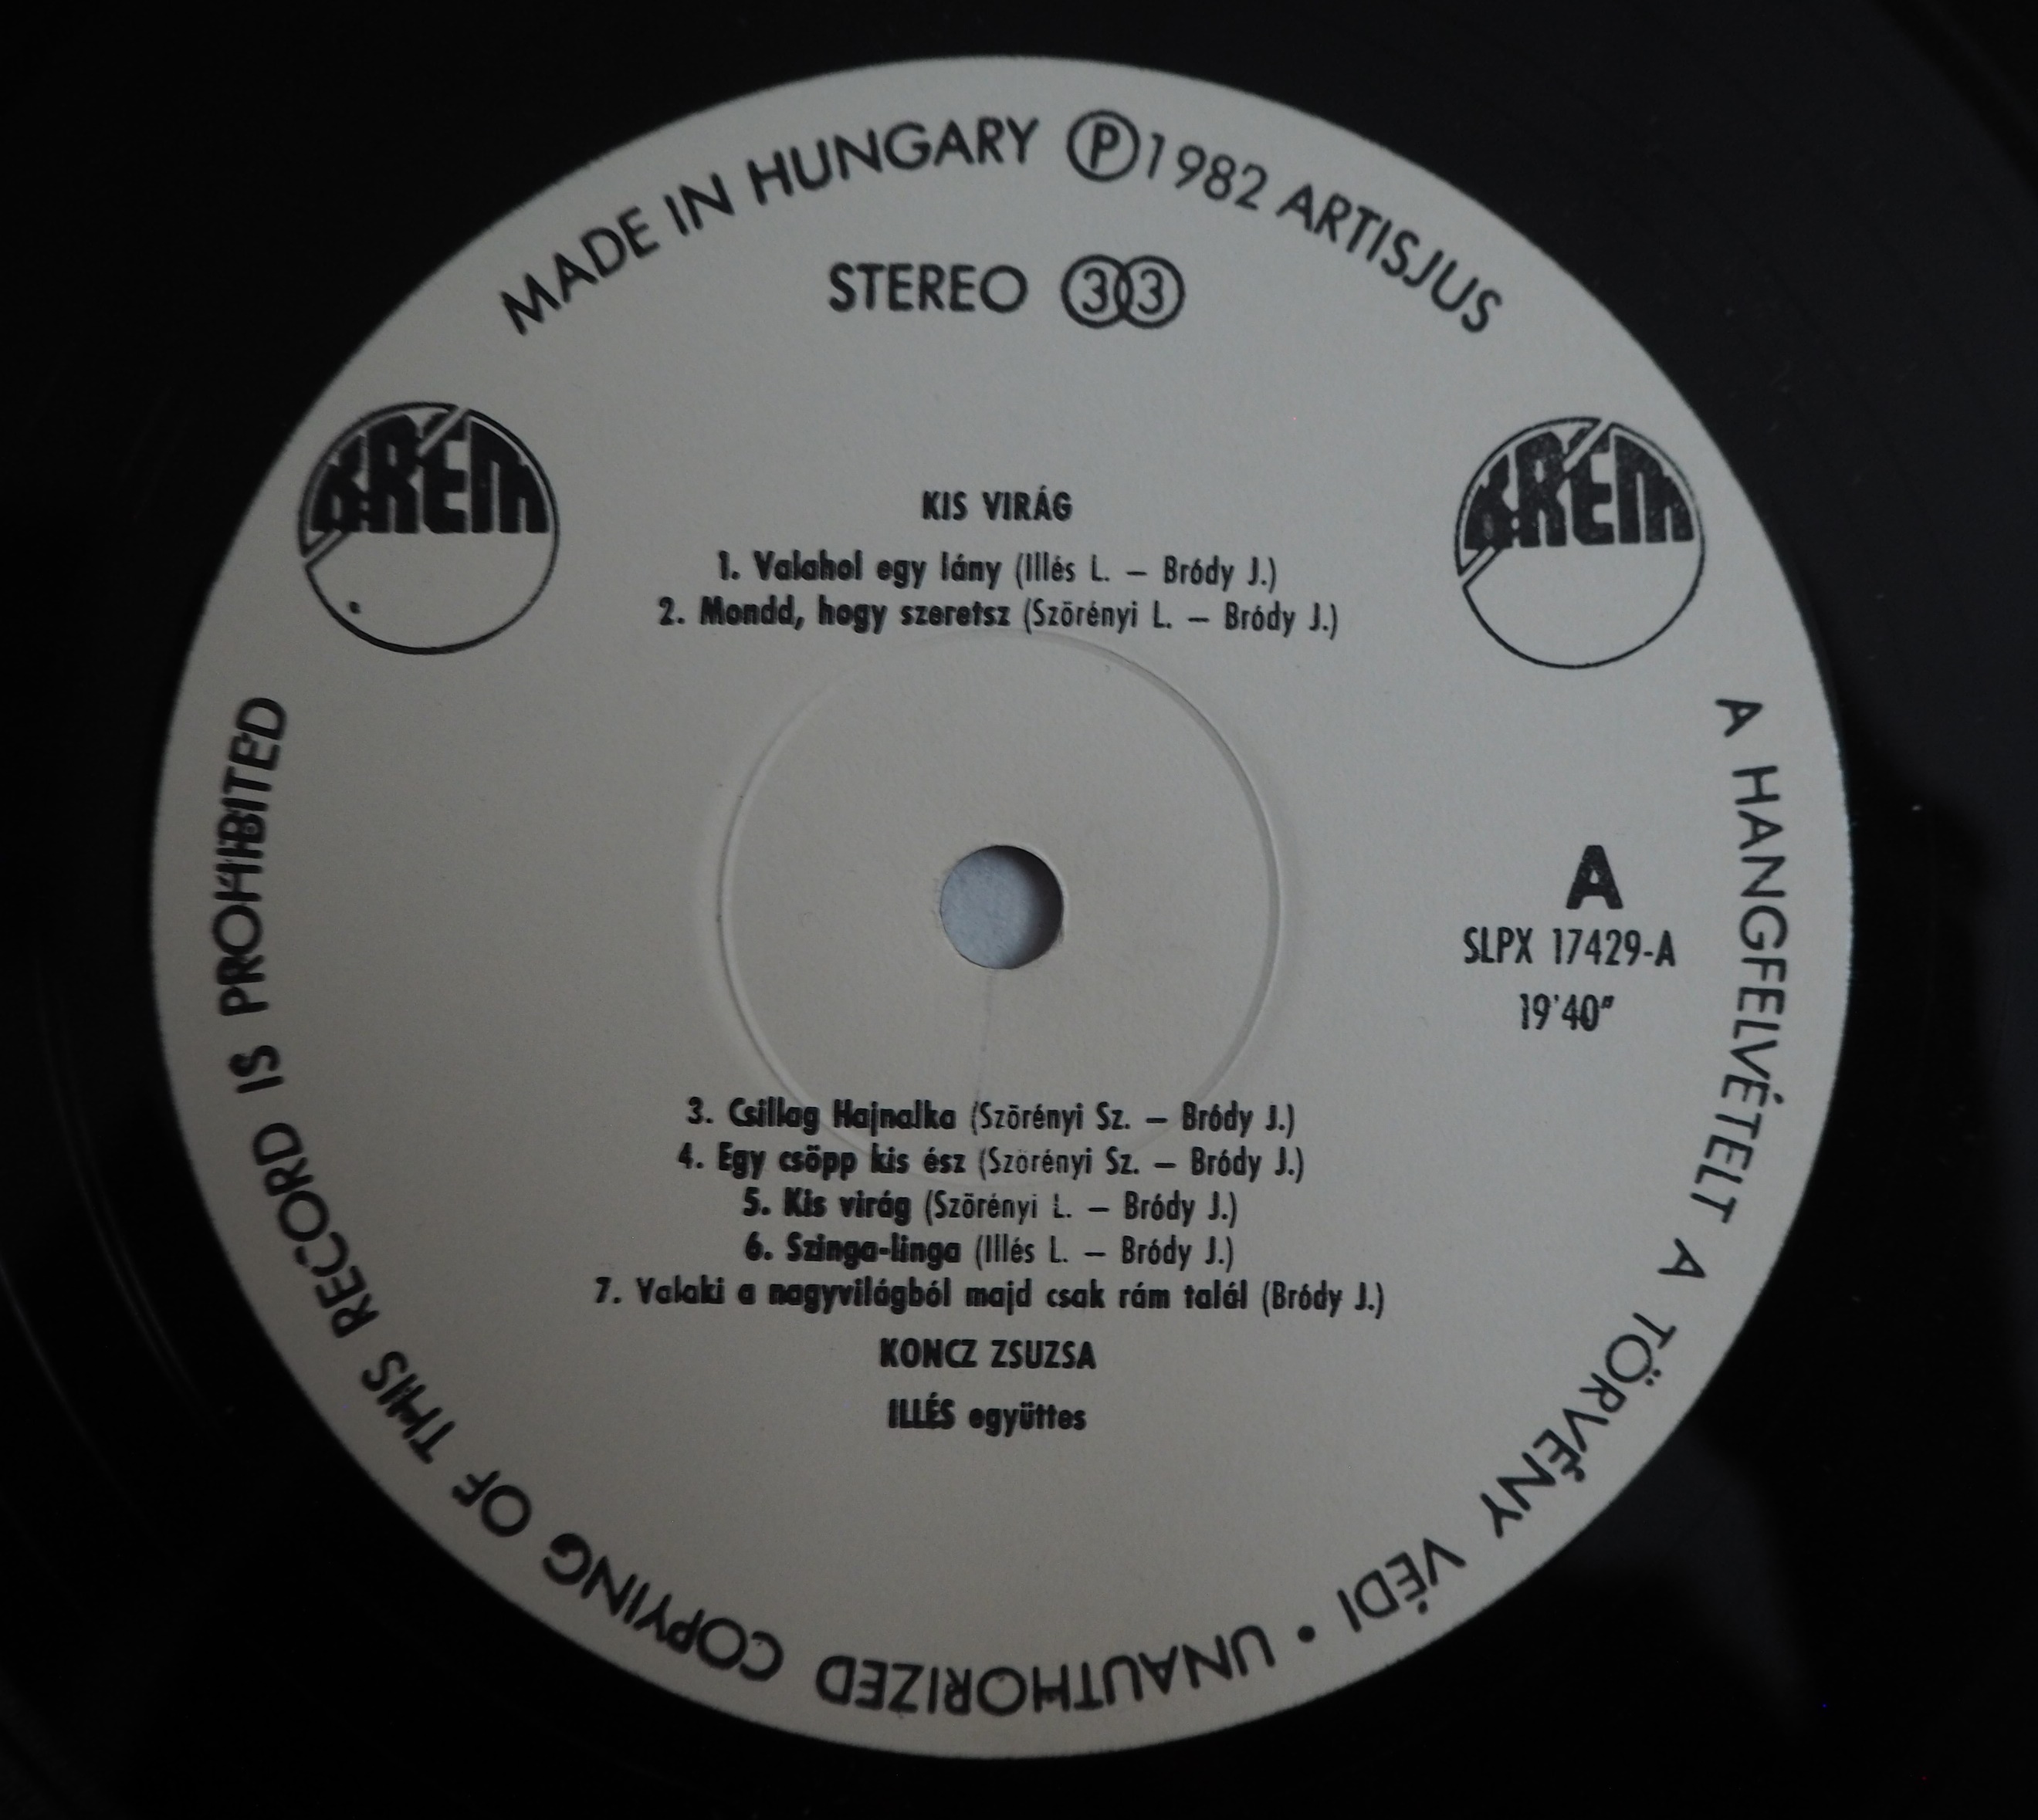 MADE IN HUNGARY Ⓟ1982 ARTISJUS
STEREO 33
KRÉM
KRÉM
KIS VIRÁG
1. Valahol egy lány (Illés L. – Bródy J.)
2. Mondd, hogy szeretsz (Szörényi L. – Bródy J.)
A
SLPX 17429-A
19'40"
3. Csillag Hajnalka (Szörényi Sz. – Bródy J.)
4. Egy csöpp kis ész (Szörényi Sz. – Bródy J.)
5. Kis virág (Szörényi L. – Bródy J.)
6. Szinga-linga (Illés L. – Bródy J.)
7. Valaki a nagyvilágból majd csak rám talál (Bródy J.)
KONCZ ZSUZSA
ILLÉS együttes
A HANGFELVÉTELT A TÖRVÉNY VÉDI • UNAUTHORIZED COPYING OF THIS RECORD IS PROHIBITED